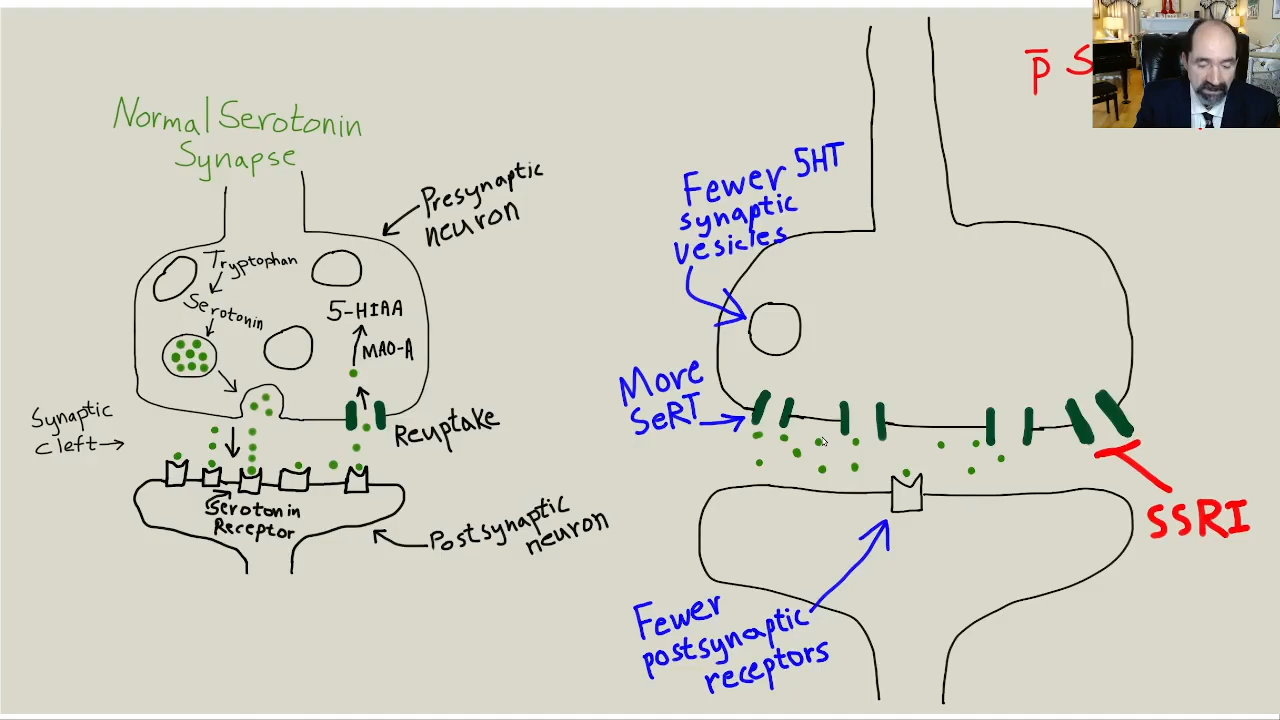 Normal Serotonin
Synapse
Presynaptic
neuron
Tryptophan
Serotonin
5-HIAA
MAO-A
Synaptic
cleft→
Reuptake
Serotonin
Receptor
Postsynaptic
neuron
p̄ S
Fewer 5HT
synaptic
vesicles
More
SeRT
SSRI
Fewer
postsynaptic
receptors